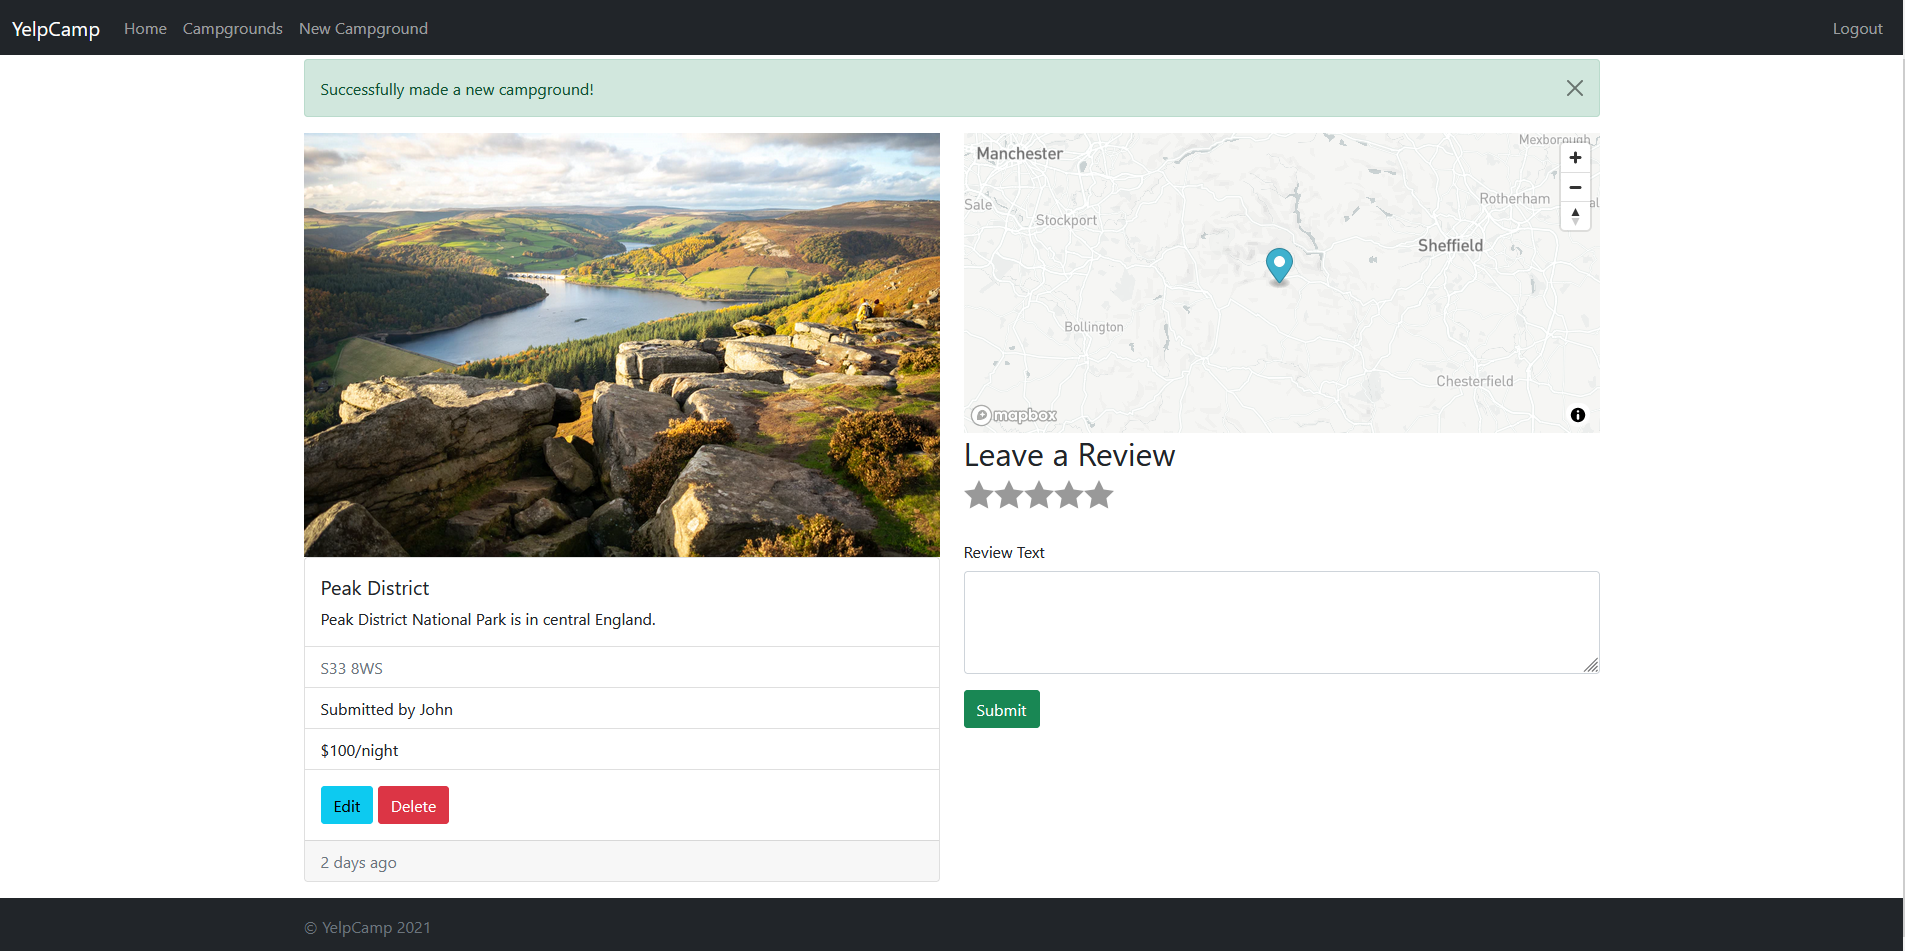 YelpCamp Home Campgrounds New Campground Logout
Successfully made a new campground!
Manchester
Mexborough
Sale
Stockport
Rotherham
Sheffield
Bollington
Chesterfield
mapbox
Peak District
Peak District National Park is in central England.
S33 8WS
Submitted by John
$100/night
Edit Delete
2 days ago
Leave a Review
Review Text
Submit
© YelpCamp 2021